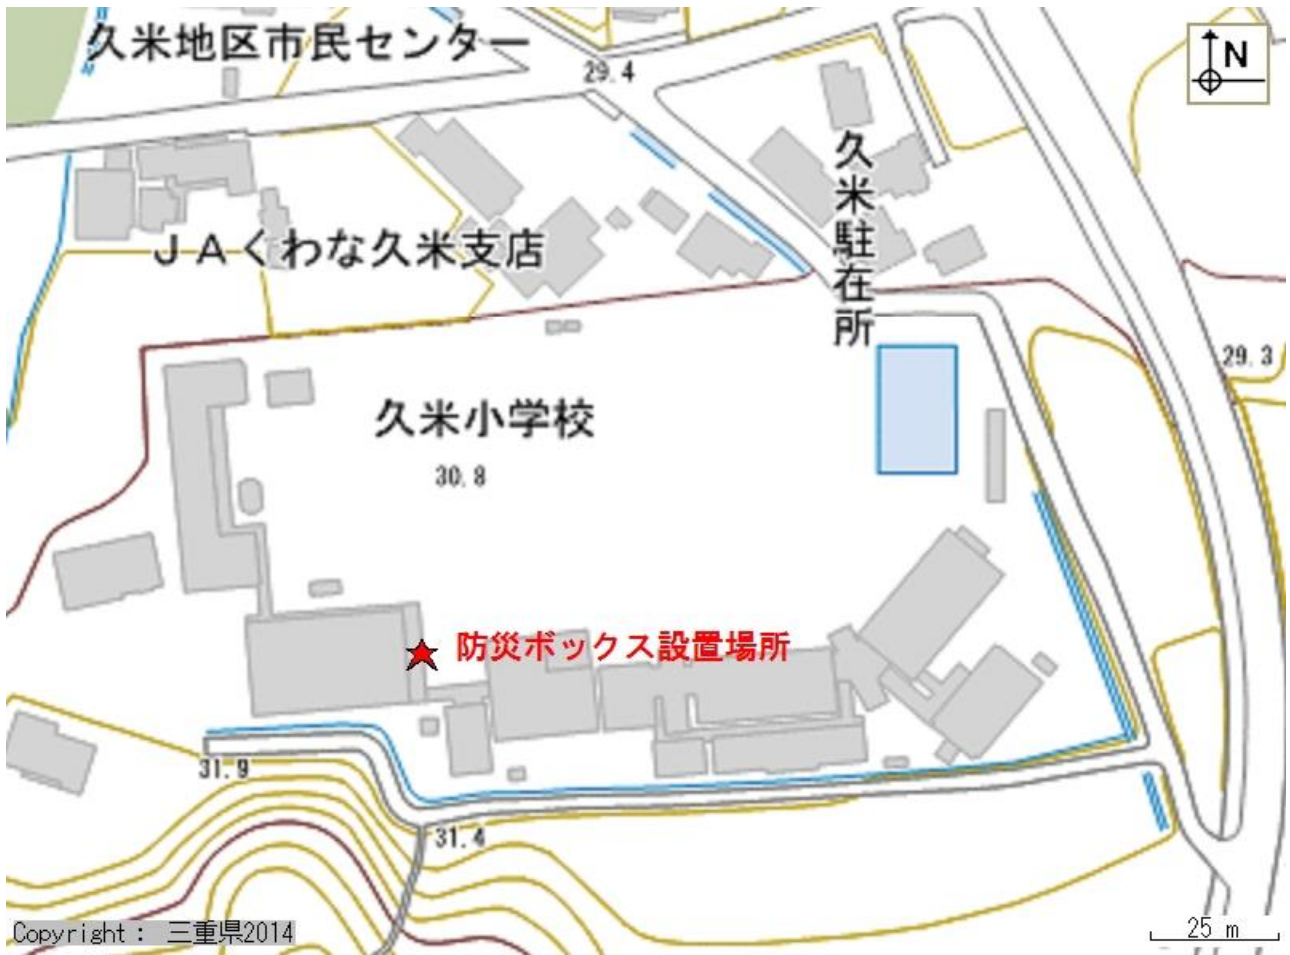 久米地区市民センター
N
29.4
久米駐在所
JAくわな久米支店
29.3
久米小学校
30.8
防災ボックス設置場所
31.9
31.4
Copyright : 三重県2014
25 m